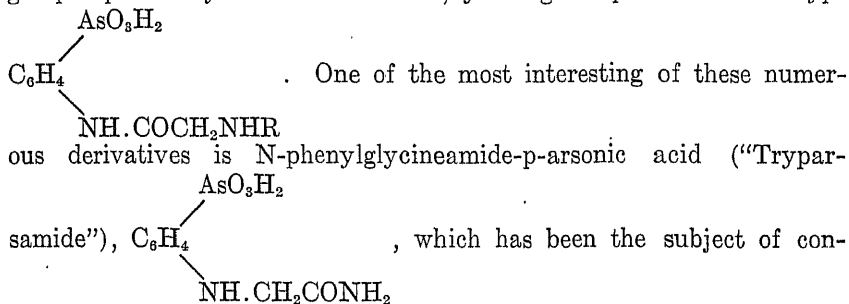 AsO₃H₂
C₆H₄ . One of the most interesting of these numer-
NH.COCH₂NHR
ous derivatives is N-phenylglycineamide-p-arsonic acid (“Trypar-
AsO₃H₂
samide”), C₆H₄ , which has been the subject of con-
NH.CH₂CONH₂